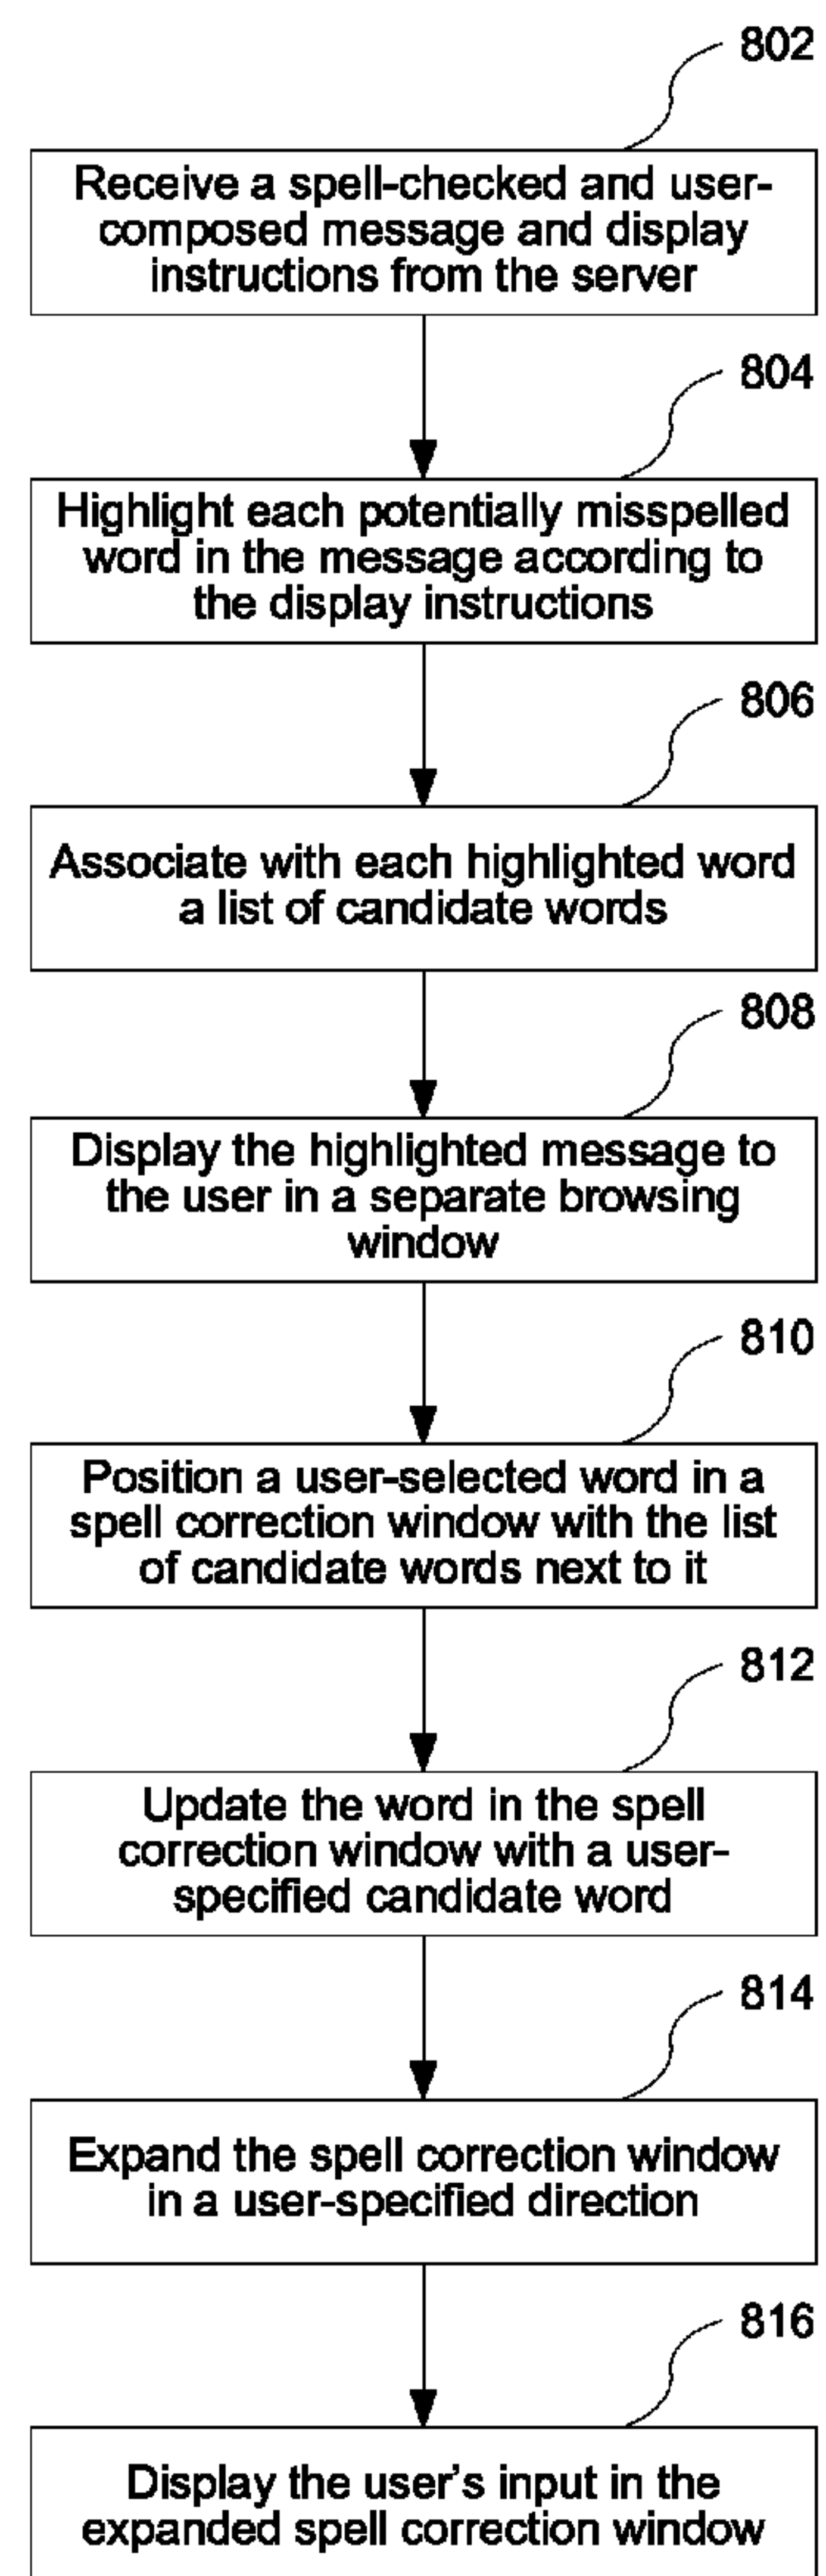 802
Receive a spell-checked and user-
composed message and display
instructions from the server
804
Highlight each potentially misspelled
word in the message according to
the display instructions
806
Associate with each highlighted word
a list of candidate words
808
Display the highlighted message to
the user in a separate browsing
window
810
Position a user-selected word in a
spell correction window with the list
of candidate words next to it
812
Update the word in the spell
correction window with a user-
specified candidate word
814
Expand the spell correction window
in a user-specified direction
816
Display the user's input in the
expanded spell correction window